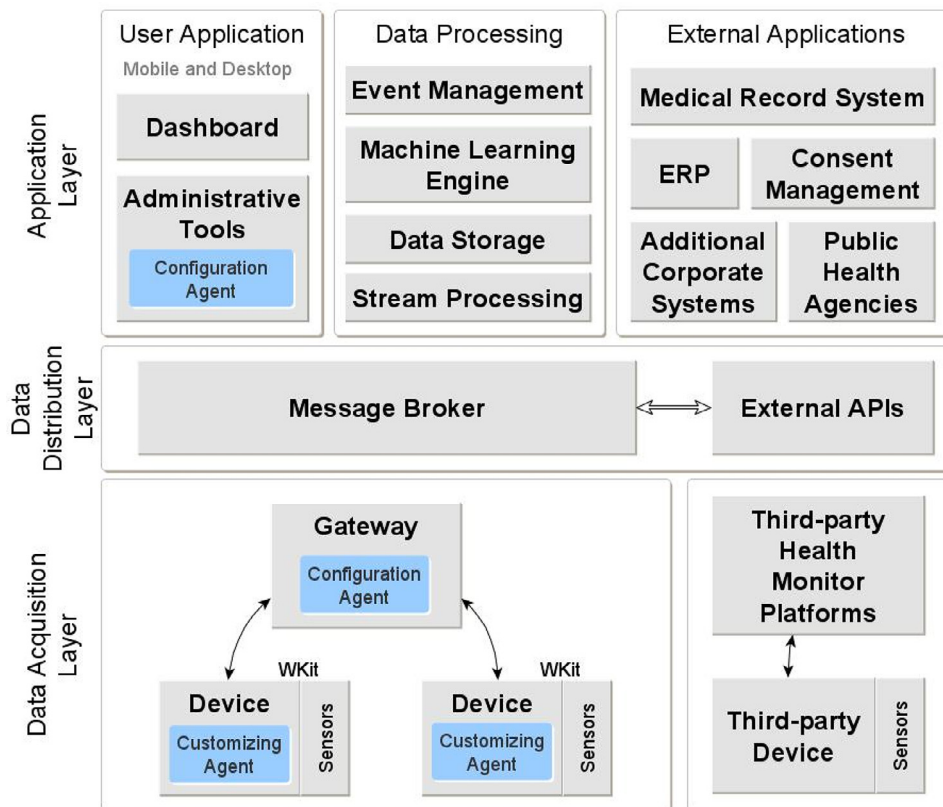 Application
Layer
User Application
Mobile and Desktop
Dashboard
Administrative
Tools
Configuration
Agent
Data Processing
Event Management
Machine Learning
Engine
Data Storage
Stream Processing
External Applications
Medical Record System
ERP
Consent
Management
Additional
Corporate
Systems
Public
Health
Agencies
Data
Distribution
Layer
Message Broker
External APIs
Data Acquisition
Layer
Gateway
Configuration
Agent
WKit
Device
Customizing
Agent
Sensors
WKit
Device
Customizing
Agent
Sensors
Third-party
Health
Monitor
Platforms
Third-party
Device
Sensors